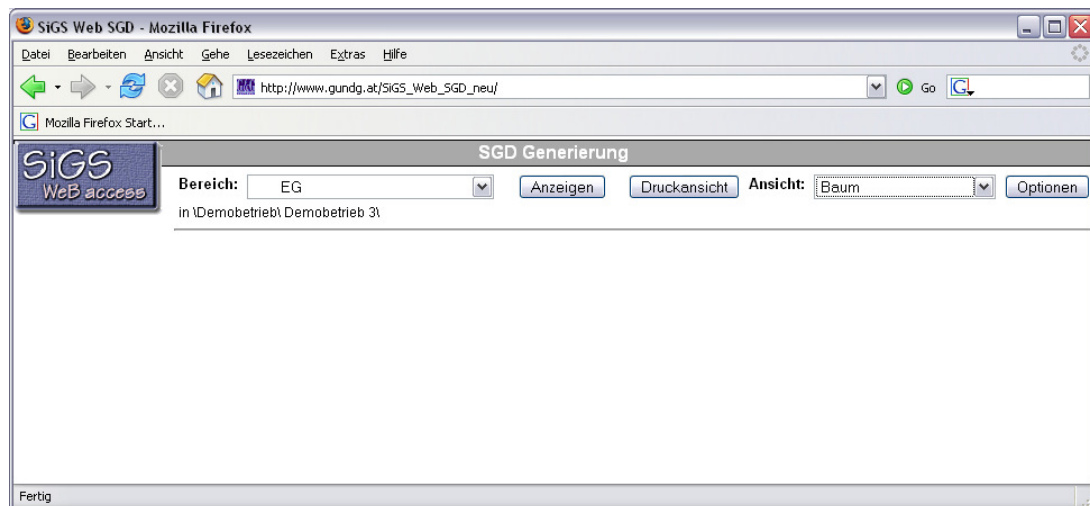 SiGS Web SGD - Mozilla Firefox
Datei Bearbeiten Ansicht Gehe Lesezeichen Extras Hilfe
http://www.gundg.at/SiGS_Web_SGD_neu/ Go G
G Mozilla Firefox Start...
SiGS
WeB access
SGD Generierung
Bereich: EG Anzeigen Druckansicht Ansicht: Baum Optionen
in \Demobetrieb\ Demobetrieb 3\
Fertig